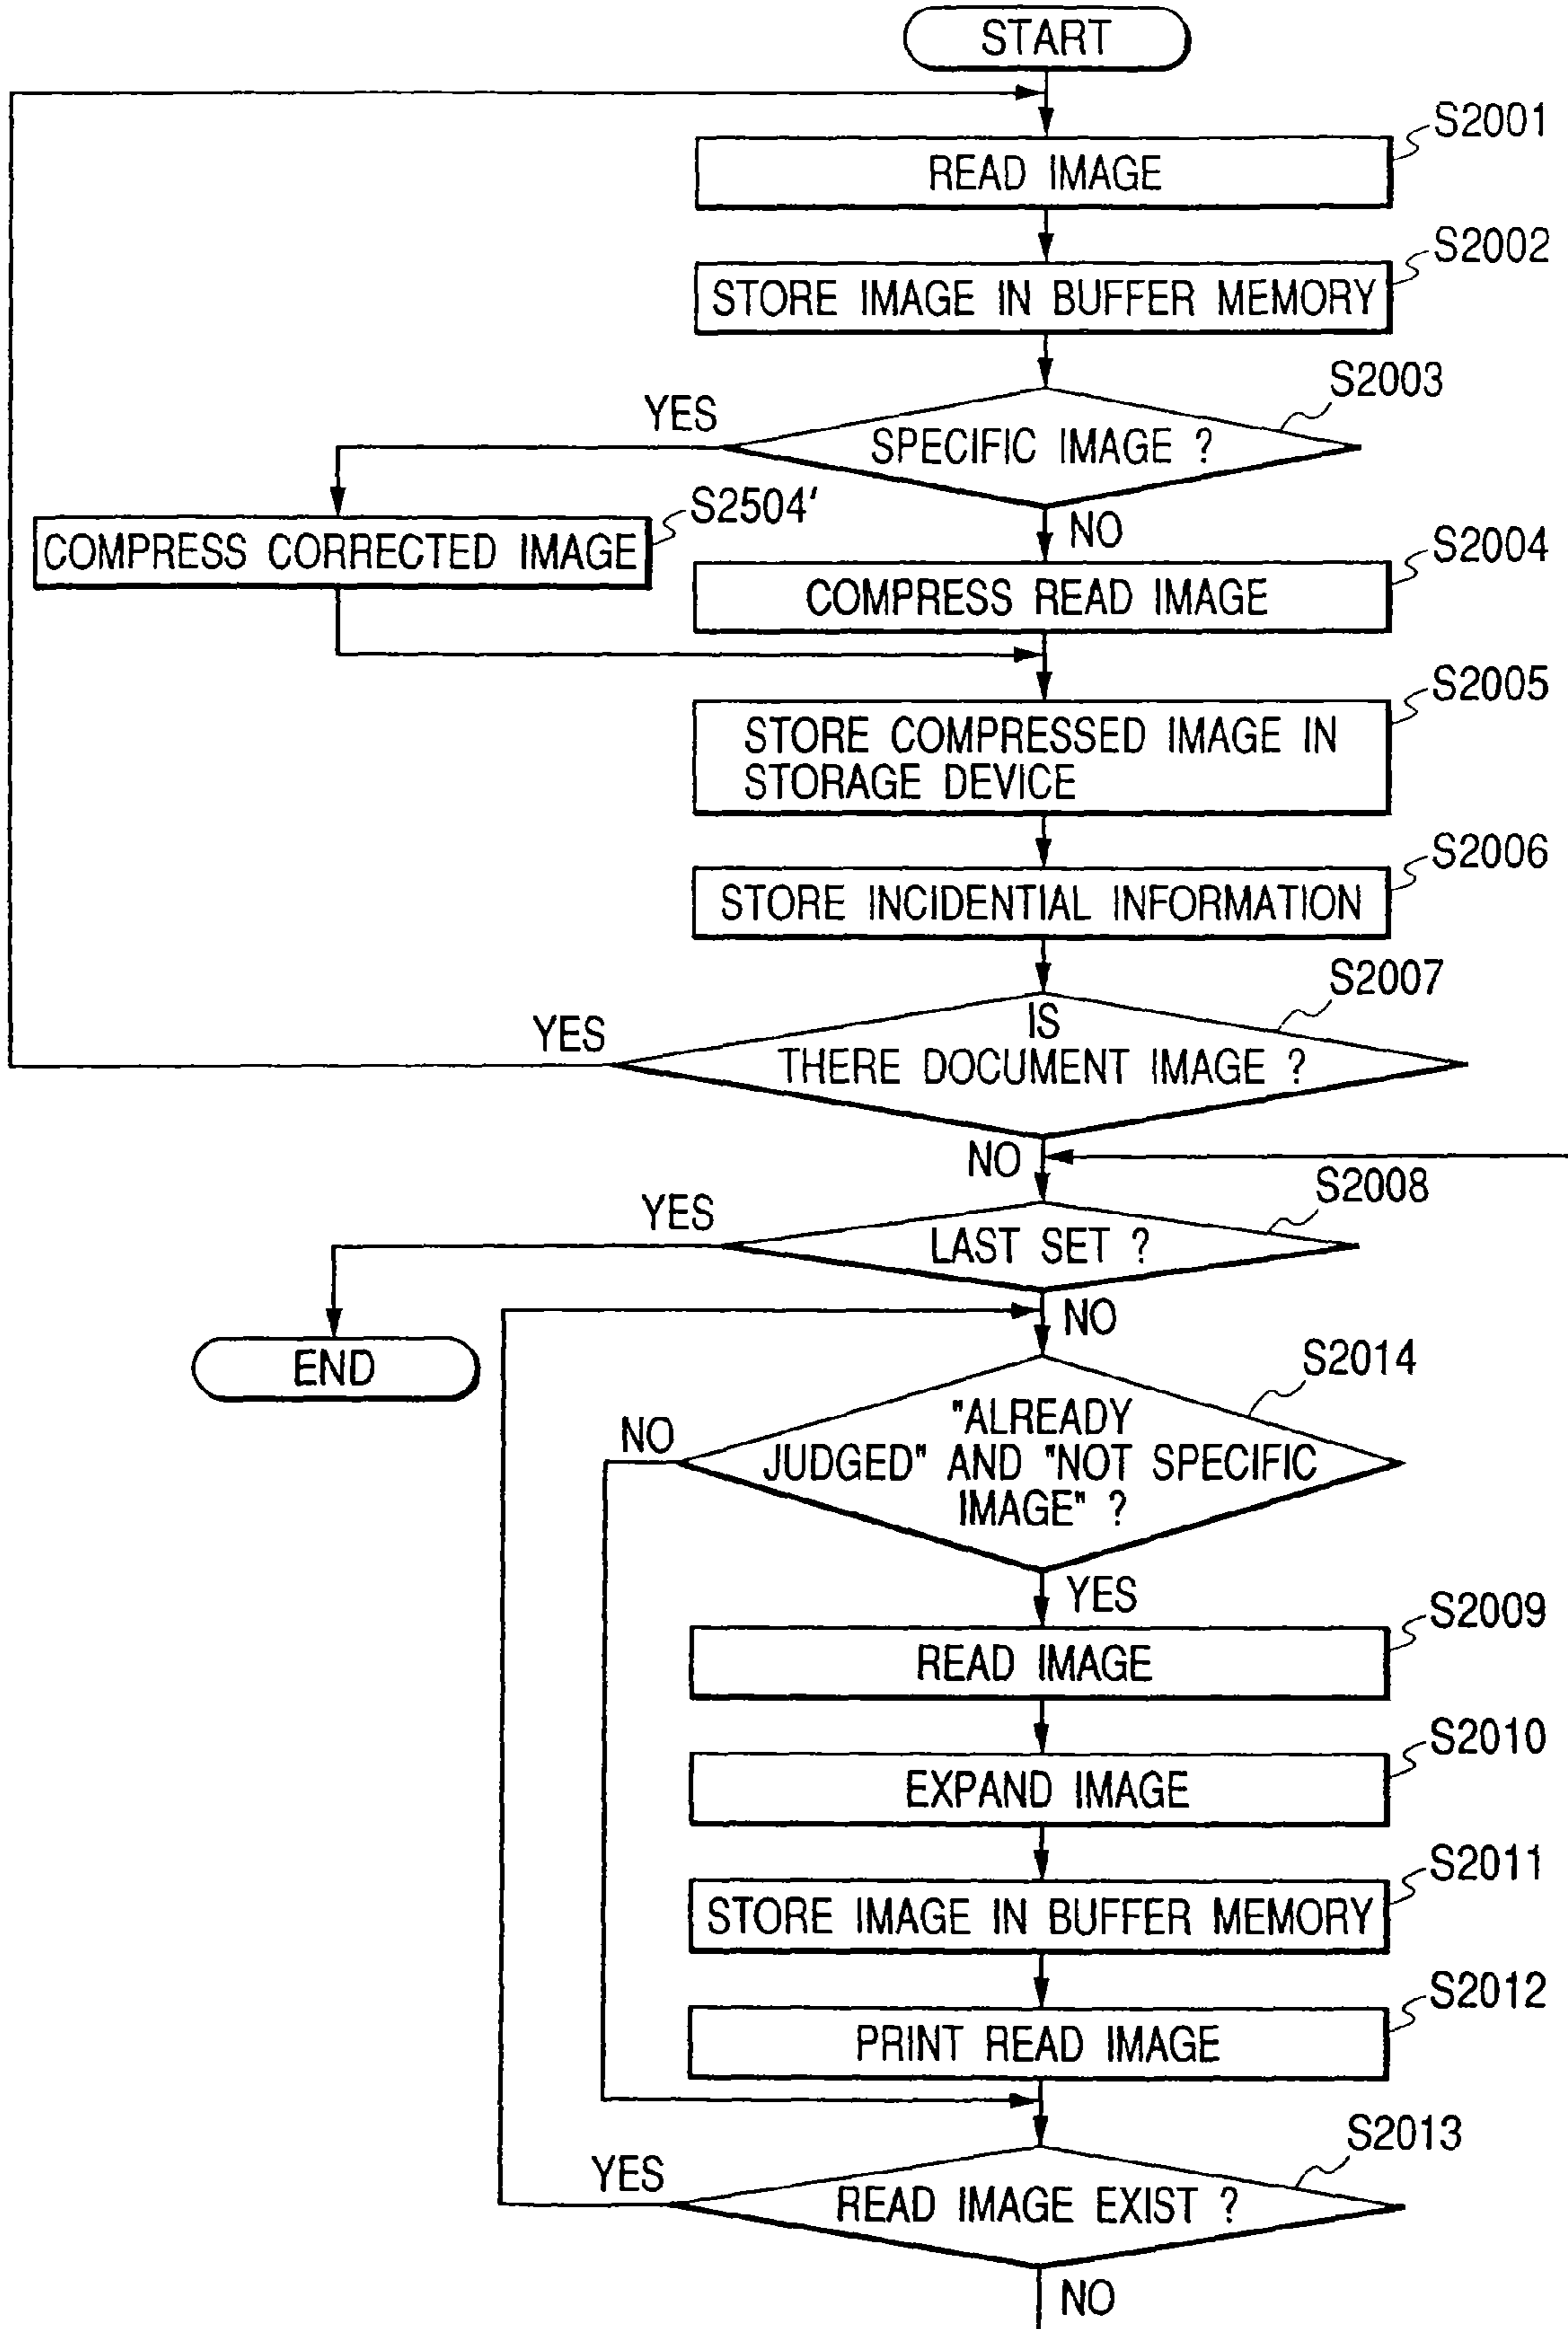 START
S2001
READ IMAGE
S2002
STORE IMAGE IN BUFFER MEMORY
S2003
YES
SPECIFIC IMAGE ?
S2504'
COMPRESS CORRECTED IMAGE
NO
S2004
COMPRESS READ IMAGE
S2005
STORE COMPRESSED IMAGE IN
STORAGE DEVICE
S2006
STORE INCIDENTIAL INFORMATION
S2007
YES
IS
THERE DOCUMENT IMAGE ?
NO
S2008
YES
LAST SET ?
NO
END
S2014
NO
"ALREADY
JUDGED" AND "NOT SPECIFIC
IMAGE" ?
YES
S2009
READ IMAGE
S2010
EXPAND IMAGE
S2011
STORE IMAGE IN BUFFER MEMORY
S2012
PRINT READ IMAGE
S2013
YES
READ IMAGE EXIST ?
NO